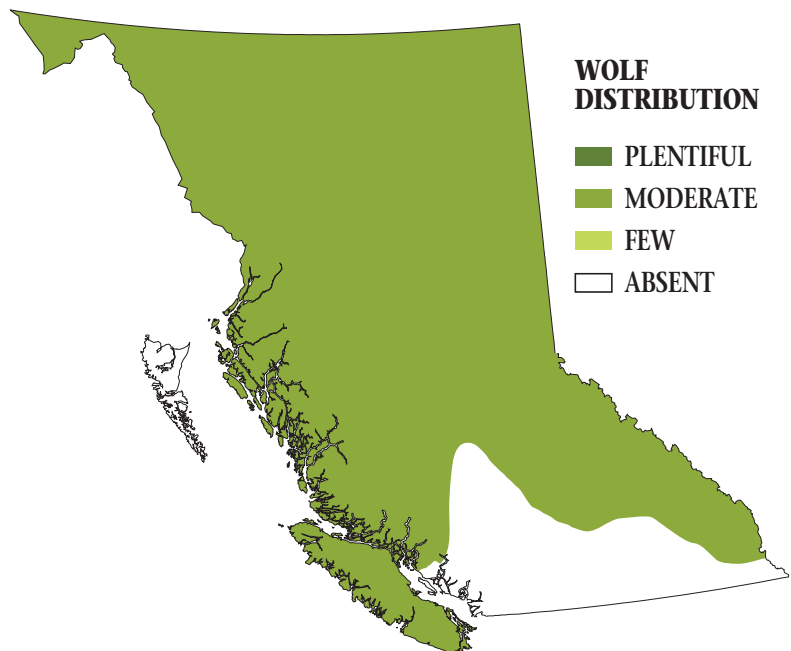 WOLF
DISTRIBUTION
PLENTIFUL
MODERATE
FEW
ABSENT